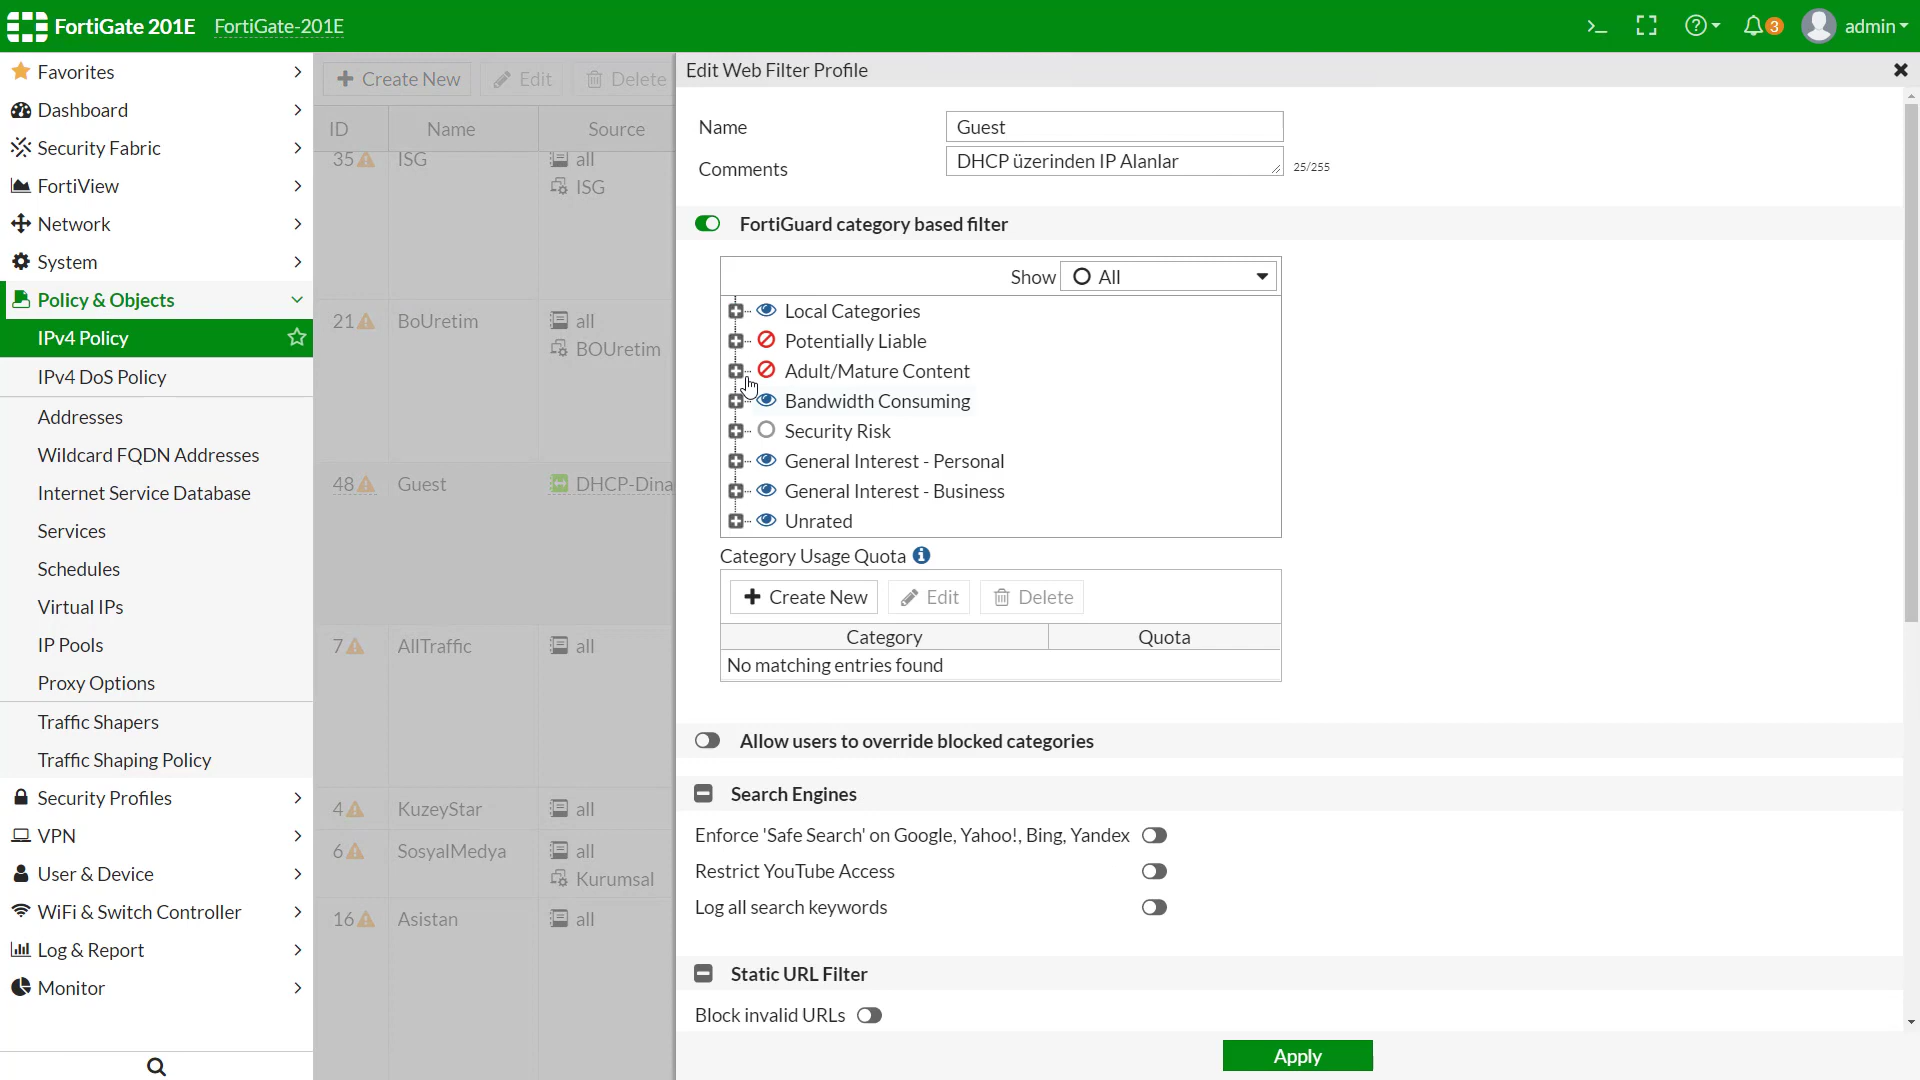 FortiGate 201E FortiGate-201E
3 admin
Favorites
Dashboard
Security Fabric
FortiView
Network
System
Policy & Objects
IPv4 Policy
IPv4 DoS Policy
Addresses
Wildcard FQDN Addresses
Internet Service Database
Services
Schedules
Virtual IPs
IP Pools
Proxy Options
Traffic Shapers
Traffic Shaping Policy
Security Profiles
VPN
User & Device
WiFi & Switch Controller
Log & Report
Monitor
Create New Edit Delete
ID Name Source
35 ISG all
ISG
21 BoUretim all
BOUretim
48 Guest DHCP-Dina
7 AllTraffic all
4 KuzeyStar all
6 SosyalMedya all
Kurumsal
16 Asistan all
Edit Web Filter Profile
Name Guest
Comments DHCP üzerinden IP Alanlar 25/255
FortiGuard category based filter
Show All
Local Categories
Potentially Liable
Adult/Mature Content
Bandwidth Consuming
Security Risk
General Interest - Personal
General Interest - Business
Unrated
Category Usage Quota
Create New Edit Delete
Category Quota
No matching entries found
Allow users to override blocked categories
Search Engines
Enforce 'Safe Search' on Google, Yahoo!, Bing, Yandex
Restrict YouTube Access
Log all search keywords
Static URL Filter
Block invalid URLs
Apply